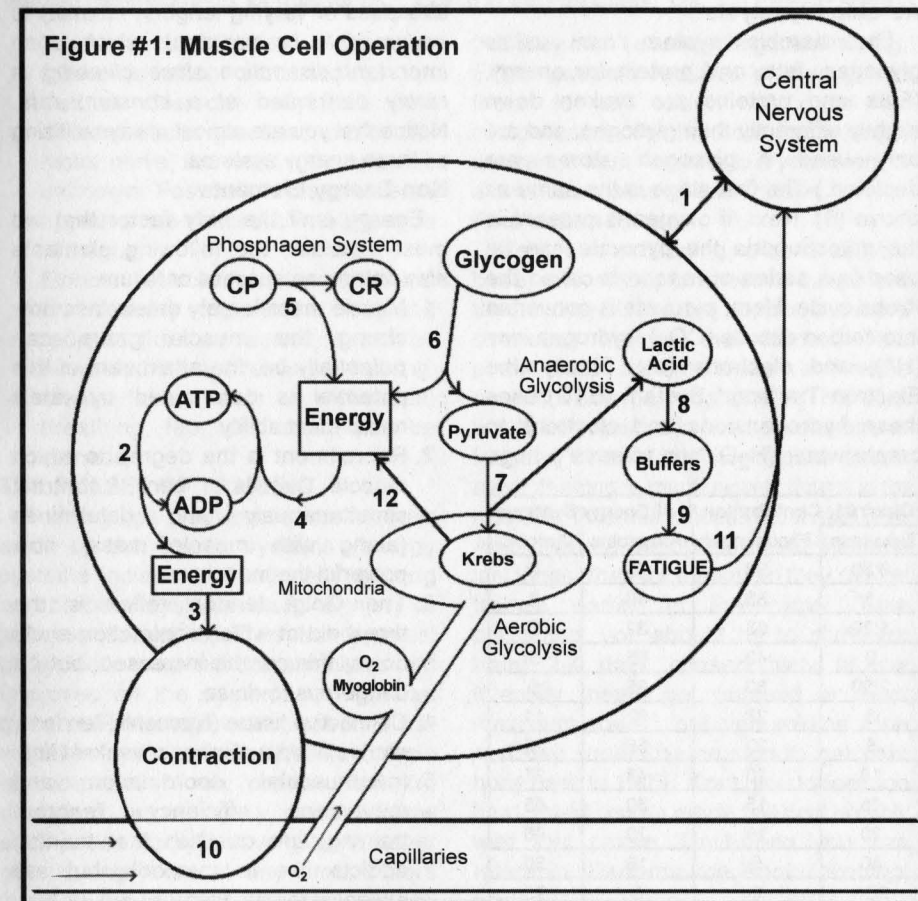 Figure #1: Muscle Cell Operation
Central
Nervous
System
1
Phosphagen System
Glycogen
CP
CR
5
6
Anaerobic
Glycolysis
Lactic
Acid
ATP
Energy
Pyruvate
8
2
Buffers
ADP
4
12
7
9
11
Energy
Mitochondria
Krebs
FATIGUE
3
Aerobic
Glycolysis
O2
Myoglobin
Contraction
10
Capillaries
O2